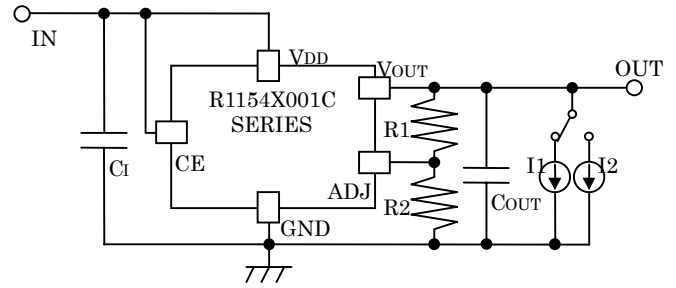 IN
OUT
VDD
VOUT
R1154X001C
SERIES
R1
CE
CI
I1
I2
ADJ
R2
COUT
GND